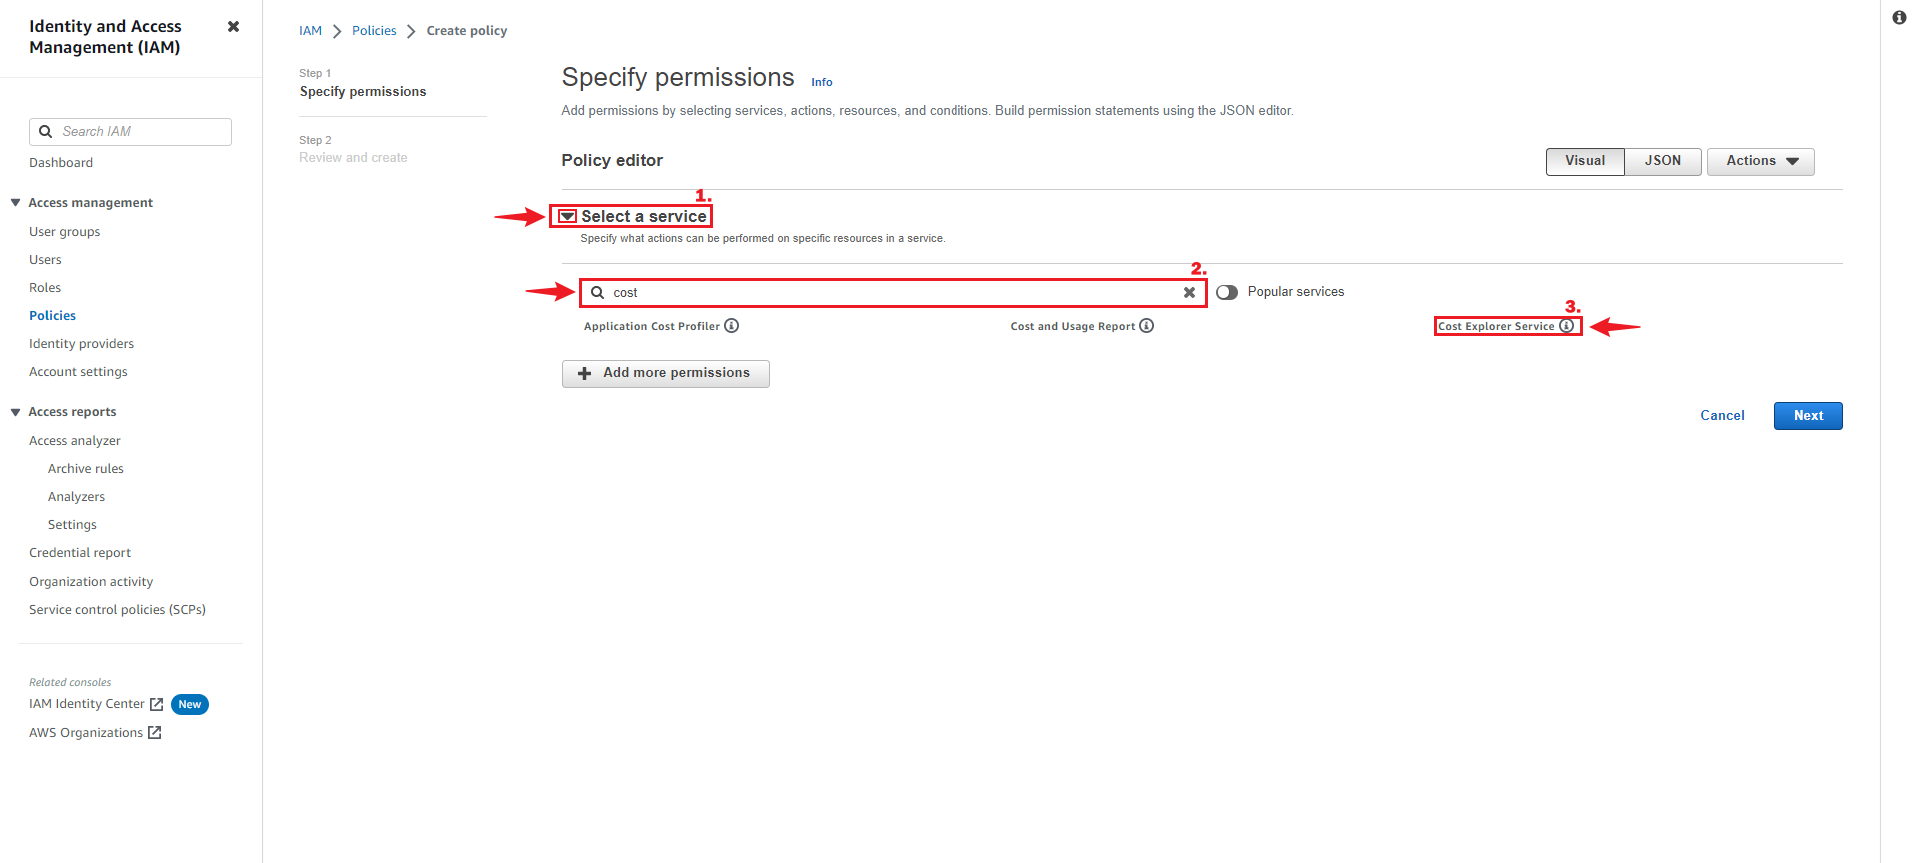 Identity and Access
Management (IAM)
Search IAM
Dashboard
Access management
User groups
Users
Roles
Policies
Identity providers
Account settings
Access reports
Access analyzer
Archive rules
Analyzers
Settings
Credential report
Organization activity
Service control policies (SCPs)
Related consoles
IAM Identity Center New
AWS Organizations
IAM Policies Create policy
Step 1
Specify permissions
Step 2
Review and create
Specify permissions Info
Add permissions by selecting services, actions, resources, and conditions. Build permission statements using the JSON editor.
Policy editor Visual JSON Actions
1.
Select a service
Specify what actions can be performed on specific resources in a service.
2.
cost Popular services
3.
Application Cost Profiler Cost and Usage Report Cost Explorer Service
Add more permissions
Cancel Next